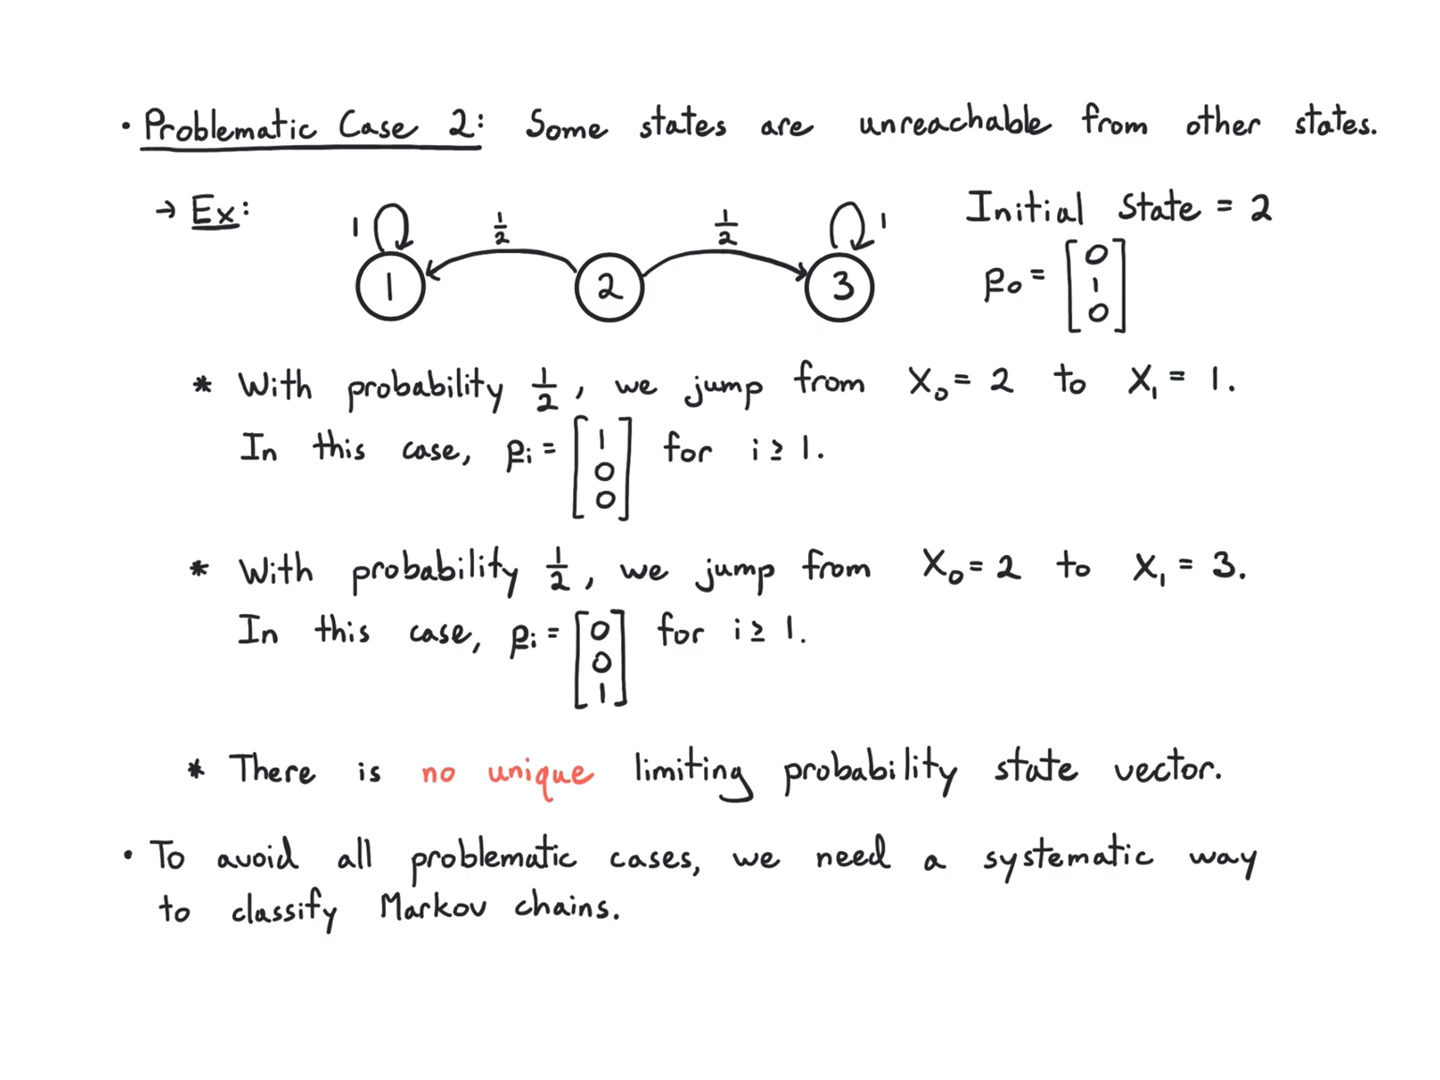 • Problematic Case 2: Some states are unreachable from other states.
→ Ex:
1 1/2 1/2 1
1 2 3
Initial State = 2
p₀ = [0 1 0]
* With probability 1/2, we jump from X₀ = 2 to X₁ = 1.
In this case, pᵢ = [1 0 0] for i ≥ 1.
* With probability 1/2, we jump from X₀ = 2 to X₁ = 3.
In this case, pᵢ = [0 0 1] for i ≥ 1.
* There is no unique limiting probability state vector.
• To avoid all problematic cases, we need a systematic way
to classify Markov chains.